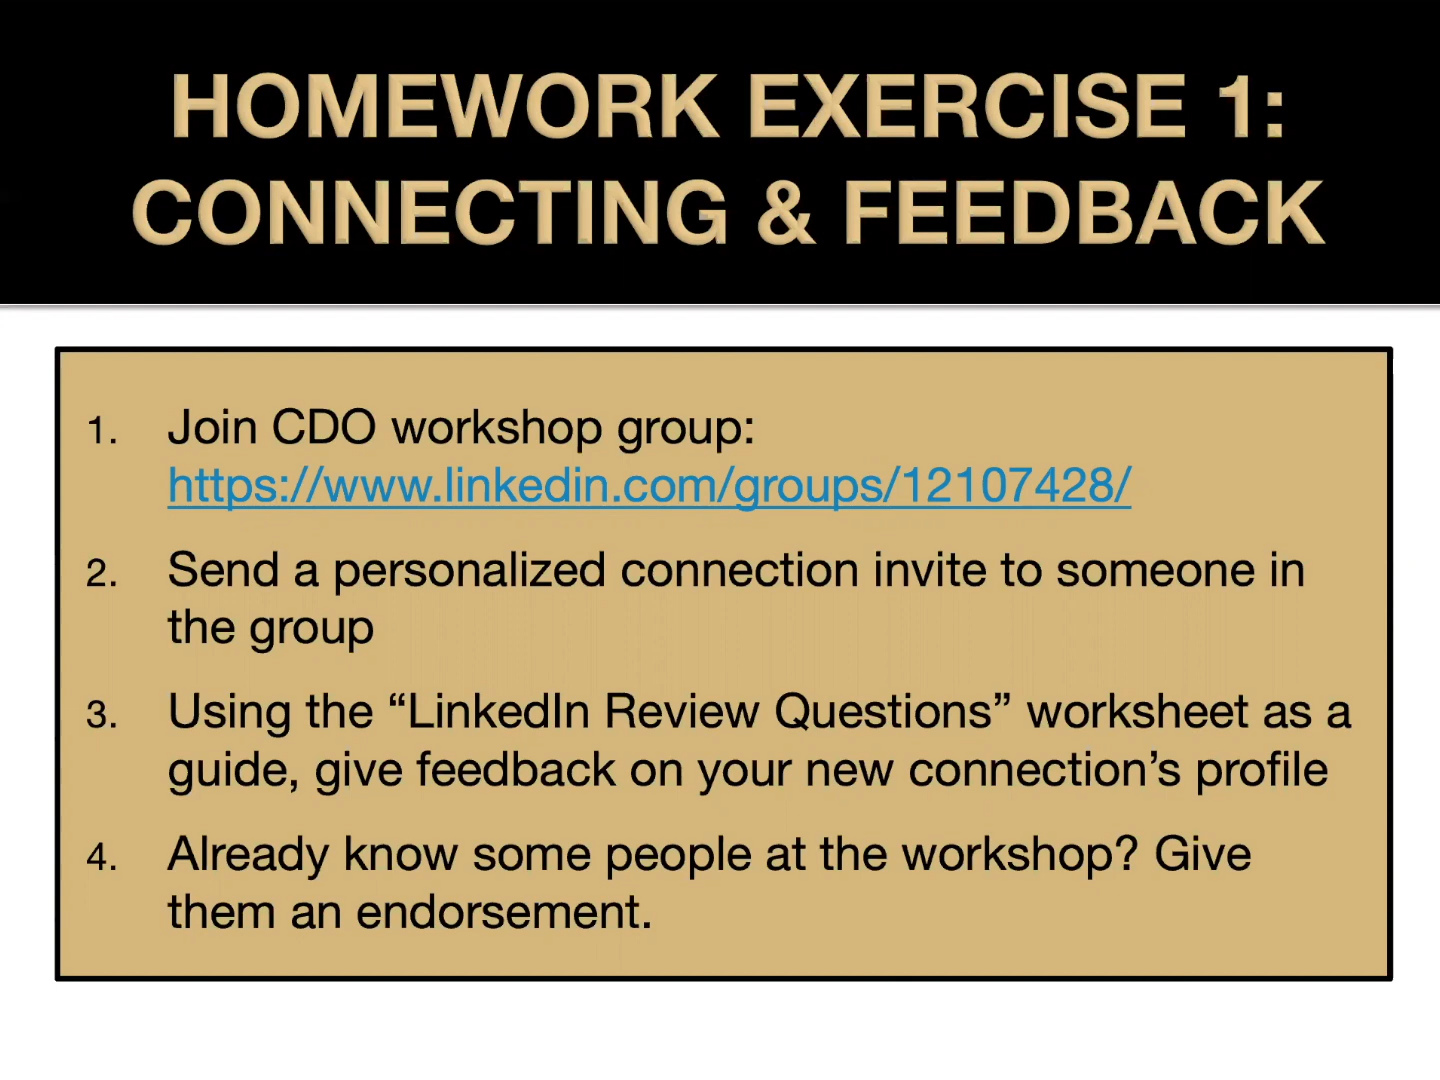 HOMEWORK EXERCISE 1:
CONNECTING & FEEDBACK
1. Join CDO workshop group:
https://www.linkedin.com/groups/12107428/
2. Send a personalized connection invite to someone in
the group
3. Using the “LinkedIn Review Questions” worksheet as a
guide, give feedback on your new connection’s profile
4. Already know some people at the workshop? Give
them an endorsement.